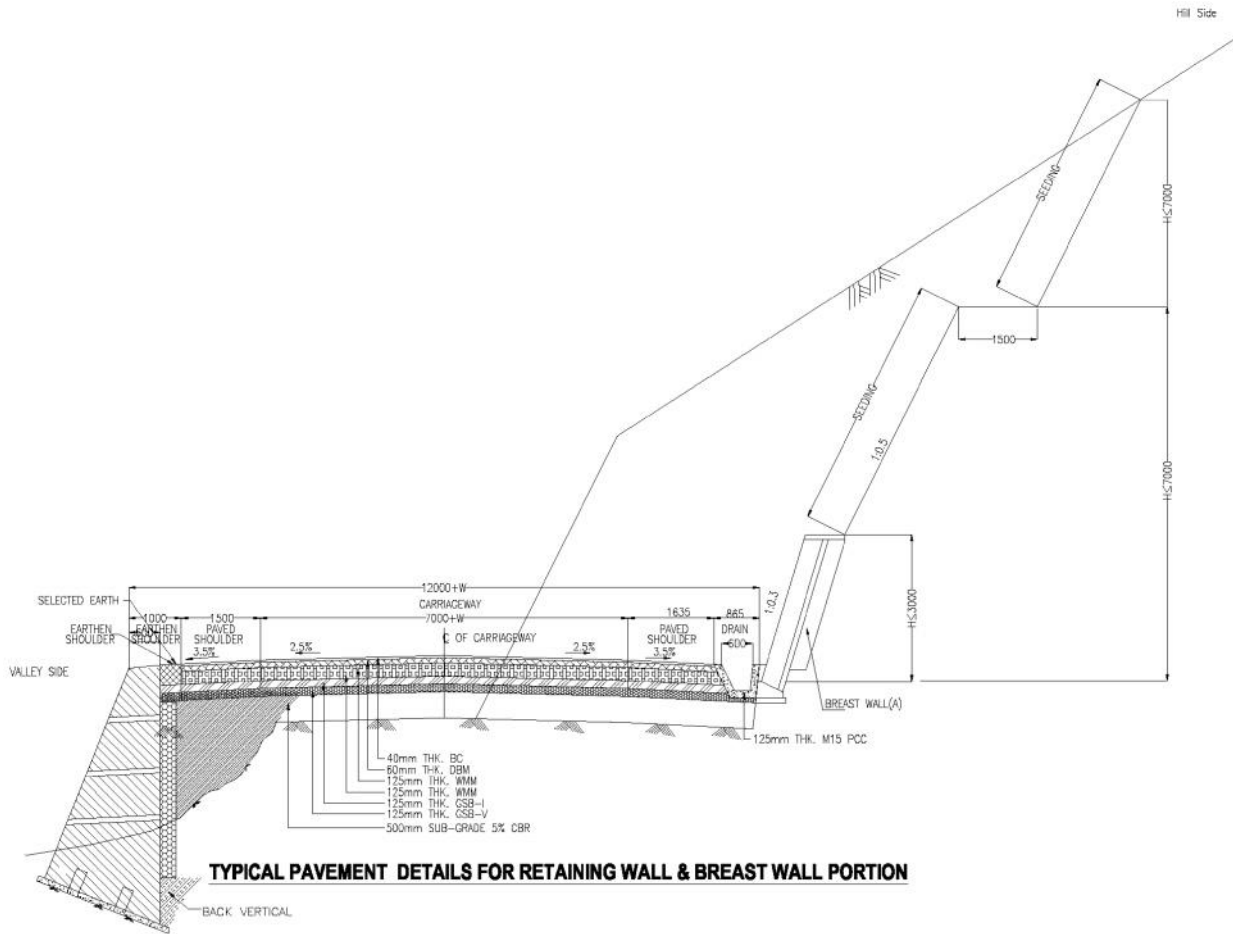 Hill Side
SEEDING
H≤7000
1500
SEEDING
1:0.5
H≤7000
12000+W
SELECTED EARTH
CARRIAGEWAY
1000
1500
7000+W
1635
865
1:0.3
H≤3000
EARTHEN
SHOULDER
EARTHEN
SHOULDER
PAVED
SHOULDER
℄ OF CARRIAGEWAY
PAVED
SHOULDER
DRAIN
600
3.5%
2.5%
2.5%
3.5%
VALLEY SIDE
BREAST WALL(A)
125mm THK. M15 PCC
40mm THK. BC
60mm THK. DBM
125mm THK. WMM
125mm THK. WMM
125mm THK. GSB-I
125mm THK. GSB-V
500mm SUB-GRADE 5% CBR
TYPICAL PAVEMENT DETAILS FOR RETAINING WALL & BREAST WALL PORTION
BACK VERTICAL